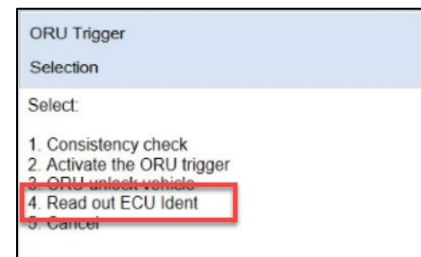 ORU Trigger
Selection
Select:
1. Consistency check
2. Activate the ORU trigger
3. ORU unlock vehicle
4. Read out ECU Ident
5. Cancel